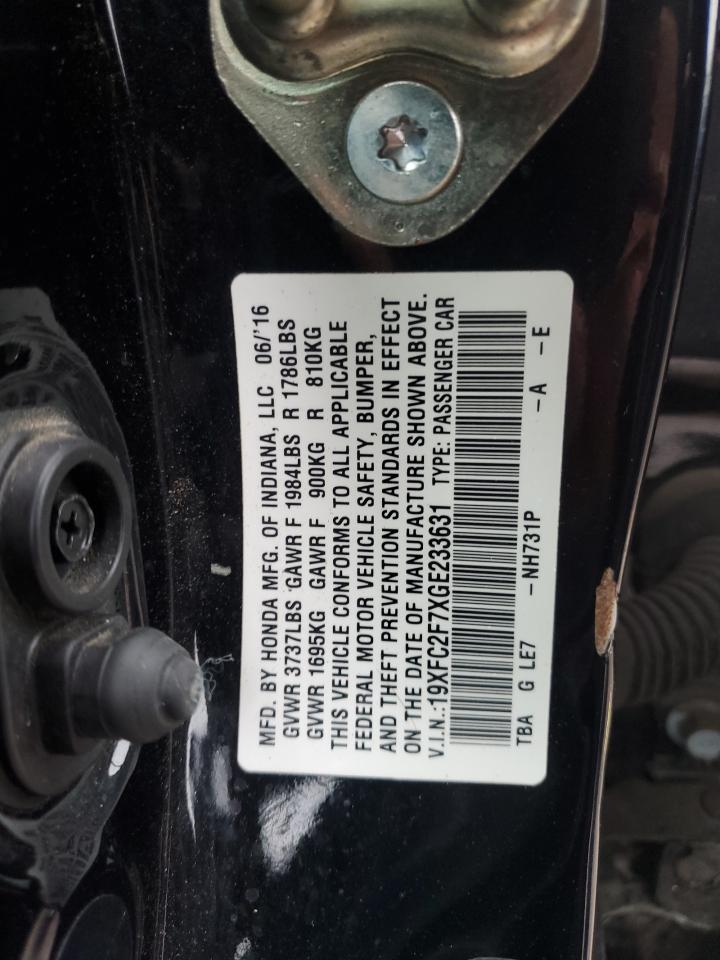 MFD. BY HONDA MFG. OF INDIANA, LLC 06/'16
GVWR 3737LBS GAWR F 1984LBS R 1786LBS
GVWR 1695KG GAWR F 900KG R 810KG
THIS VEHICLE CONFORMS TO ALL APPLICABLE
FEDERAL MOTOR VEHICLE SAFETY, BUMPER,
AND THEFT PREVENTION STANDARDS IN EFFECT
ON THE DATE OF MANUFACTURE SHOWN ABOVE.
V.I.N.:19XFC2F7XGE233631 TYPE: PASSENGER CAR
TBA G LE7 -NH731P -A -E